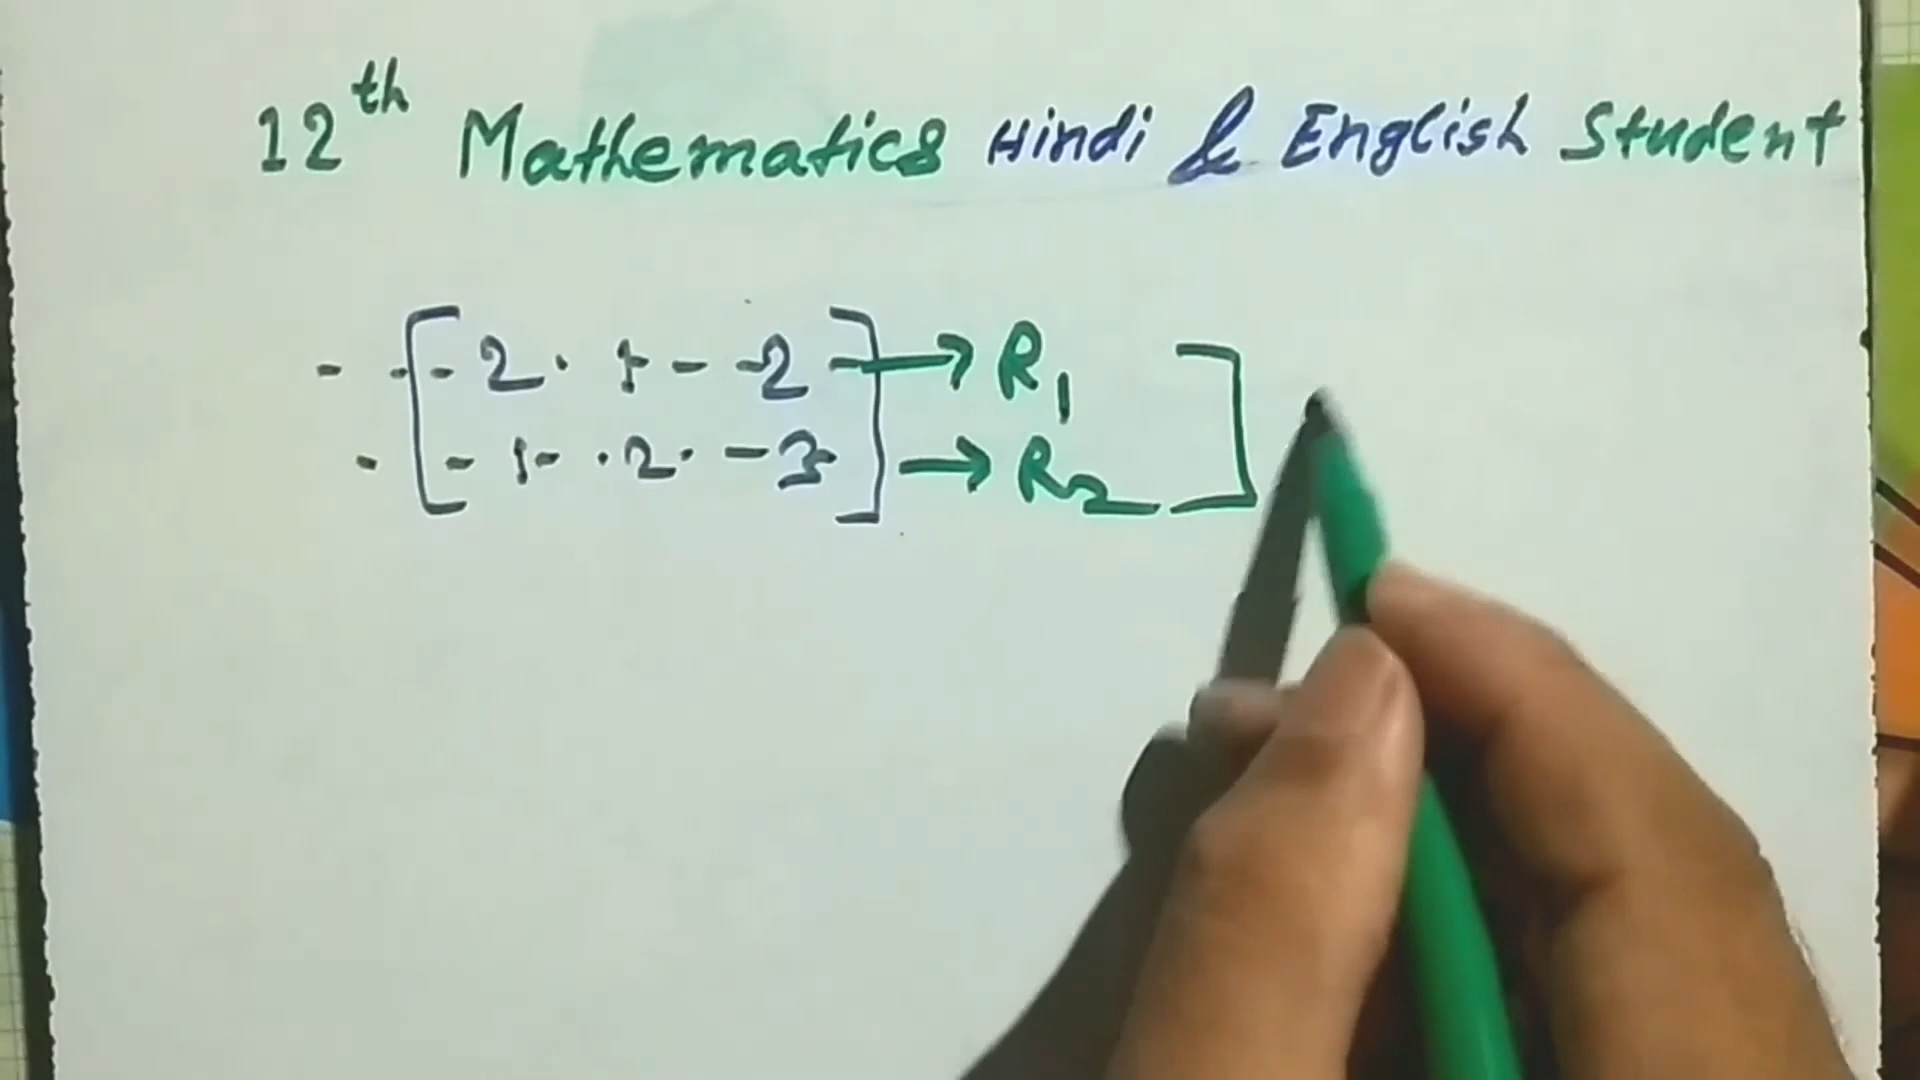 12th Mathematics Hindi & English Student
[ 2 1 -2 ] → R1 ]
[ 1 2 -3 ] → R2 ]